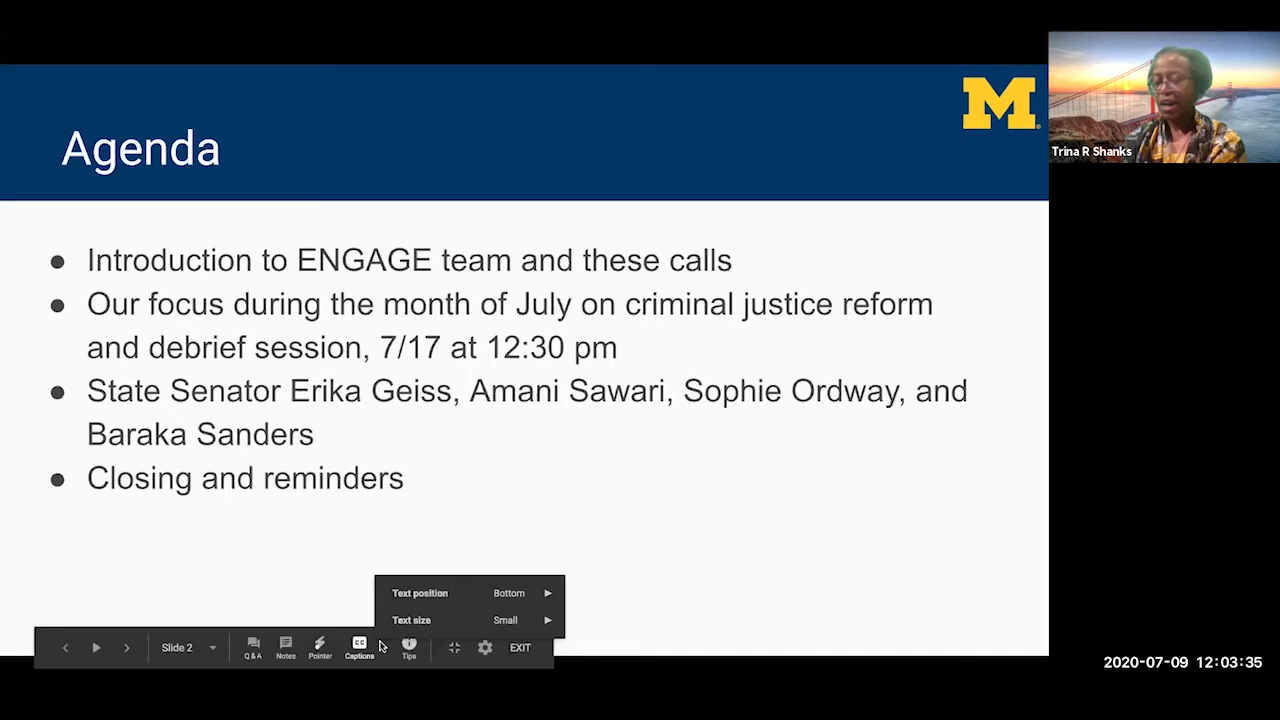 M
Agenda
Trina R Shanks
● Introduction to ENGAGE team and these calls
● Our focus during the month of July on criminal justice reform
and debrief session, 7/17 at 12:30 pm
● State Senator Erika Geiss, Amani Sawari, Sophie Ordway, and
Baraka Sanders
● Closing and reminders
Text position Bottom
Text size Small
Slide 2
Q & A
Notes
Pointer
CC
Captions
Tips
EXIT
2020-07-09 12:03:35